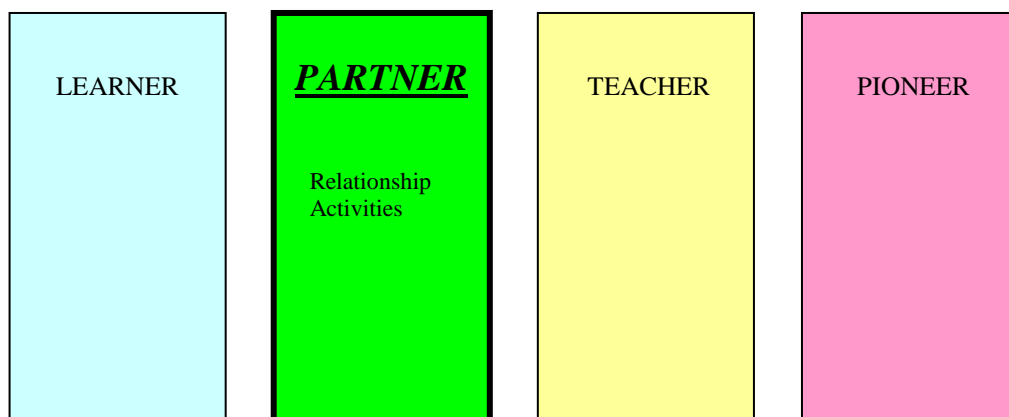 LEARNER
PARTNER
Relationship
Activities
TEACHER
PIONEER